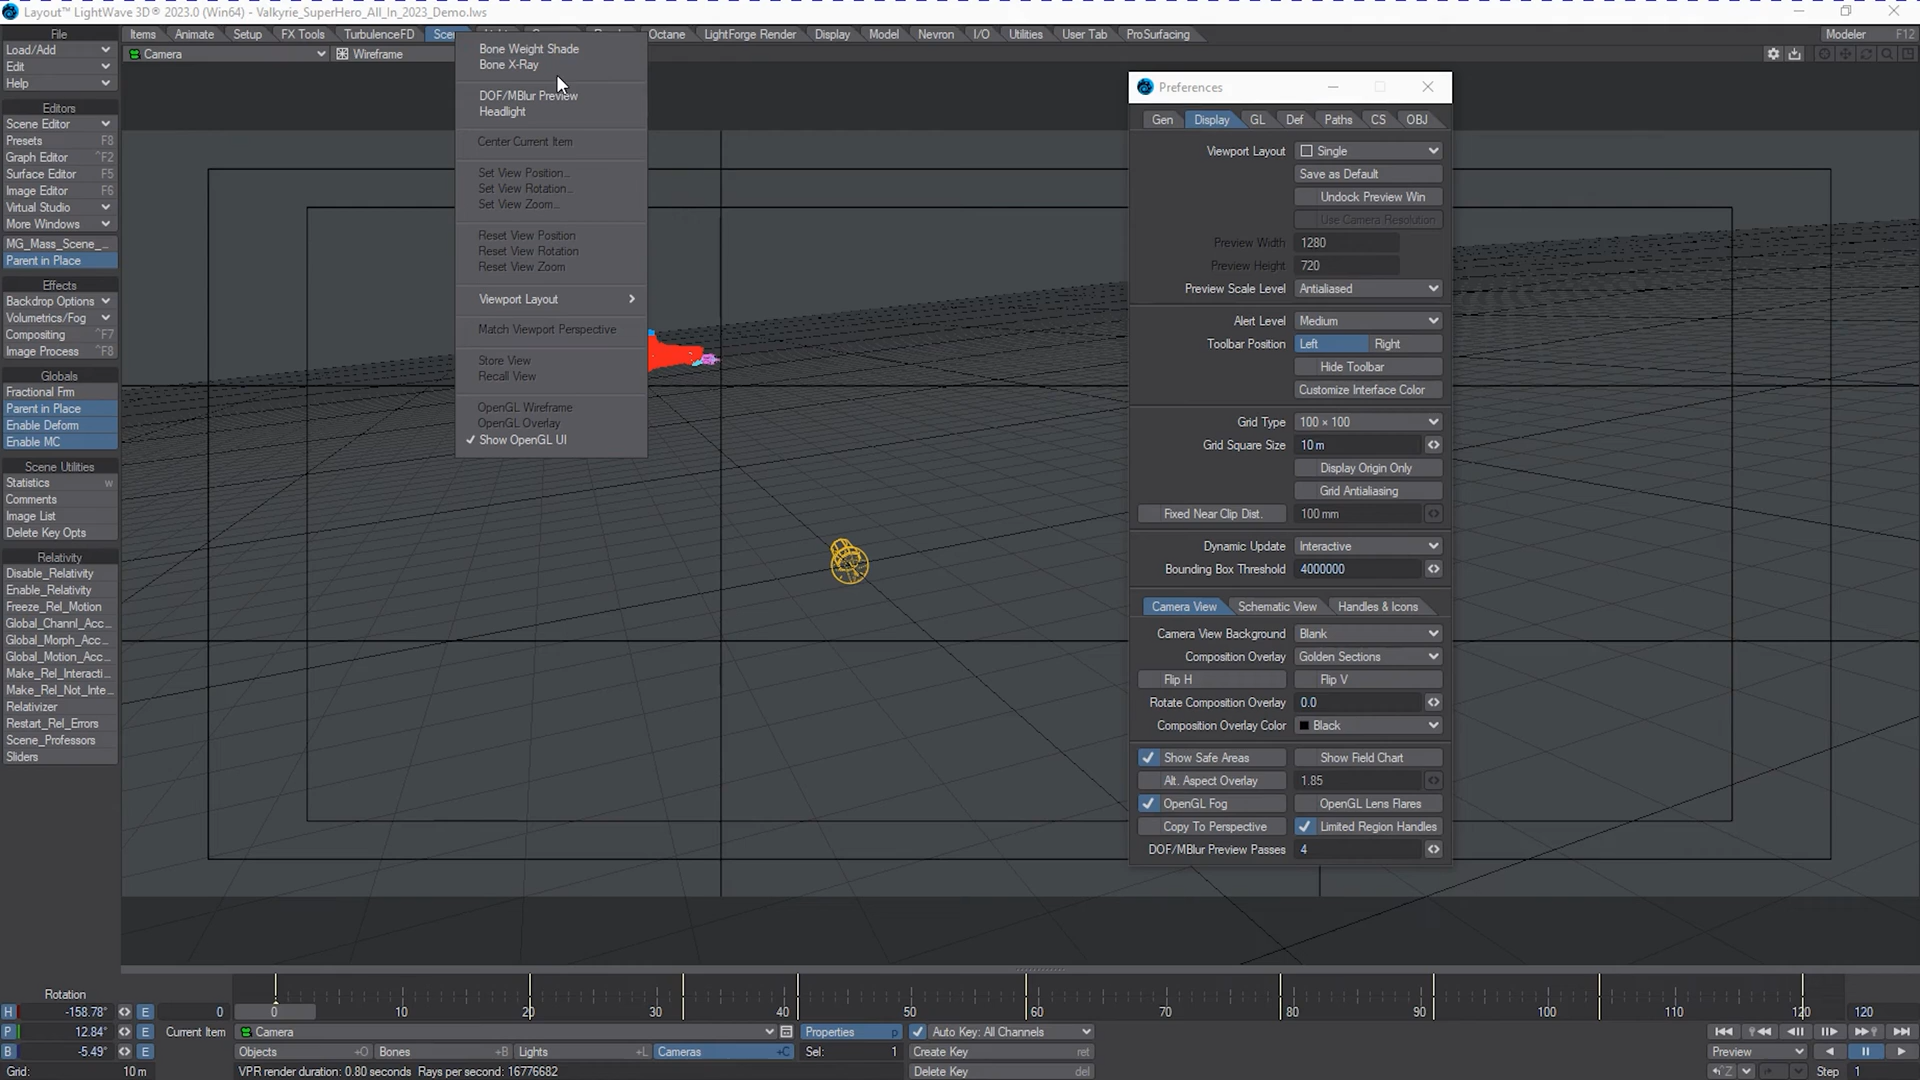 Layout™ LightWave 3D® 2023.0 (Win64) - Valkyrie_SuperHero_All_In_2023_Demo.lws
File
Items
Animate
Setup
FX Tools
TurbulenceFD
Octane
LightForge Render
Display
Model
Nevron
I/O
Utilities
User Tab
ProSurfacing
Modeler F12
Load/Add
Camera
Wireframe
Edit
Help
Editors
Scene Editor
Presets F8
Graph Editor ^F2
Surface Editor F5
Image Editor F6
Virtual Studio
More Windows
MG_Mass_Scene_...
Parent in Place
Effects
Backdrop Options
Volumetrics/Fog
Compositing ^F7
Image Process ^F8
Globals
Fractional Frm
Parent in Place
Enable Deform
Enable MC
Scene Utilities
Statistics w
Comments
Image List
Delete Key Opts
Relativity
Disable_Relativity
Enable_Relativity
Freeze_Rel_Motion
Global_Channl_Acc...
Global_Morph_Acc...
Global_Motion_Acc...
Make_Rel_Interacti...
Make_Rel_Not_Inte...
Relativizer
Restart_Rel_Errors
Scene_Professors
Sliders
Bone Weight Shade
Bone X-Ray
DOF/MBlur Preview
Headlight
Center Current Item
Set View Position...
Set View Rotation...
Set View Zoom...
Reset View Position
Reset View Rotation
Reset View Zoom
Viewport Layout
Match Viewport Perspective
Store View
Recall View
OpenGL Wireframe
OpenGL Overlay
Show OpenGL UI
Preferences
Gen Display GL Def Paths CS OBJ
Viewport Layout Single
Save as Default
Undock Preview Win
Use Camera Resolution
Preview Width 1280
Preview Height 720
Preview Scale Level Antialiased
Alert Level Medium
Toolbar Position Left Right
Hide Toolbar
Customize Interface Color
Grid Type 100 × 100
Grid Square Size 10 m
Display Origin Only
Grid Antialiasing
Fixed Near Clip Dist. 100 mm
Dynamic Update Interactive
Bounding Box Threshold 4000000
Camera View Schematic View Handles & Icons
Camera View Background Blank
Composition Overlay Golden Sections
Flip H Flip V
Rotate Composition Overlay 0.0
Composition Overlay Color Black
Show Safe Areas Show Field Chart
Alt. Aspect Overlay 1.85
OpenGL Fog OpenGL Lens Flares
Copy To Perspective Limited Region Handles
DOF/MBlur Preview Passes 4
Rotation
H -158.78° E 0
0 10 20 30 40 50 60 70 80 90 100 110 120 120
P 12.84° E Current Item Camera Properties p Auto Key: All Channels
B -5.49° E Objects +O Bones +B Lights +L Cameras +C Sel: 1 Create Key ret Preview
Grid: 10 m VPR render duration: 0.80 seconds Rays per second: 16776682 Delete Key del ^Z Step 1